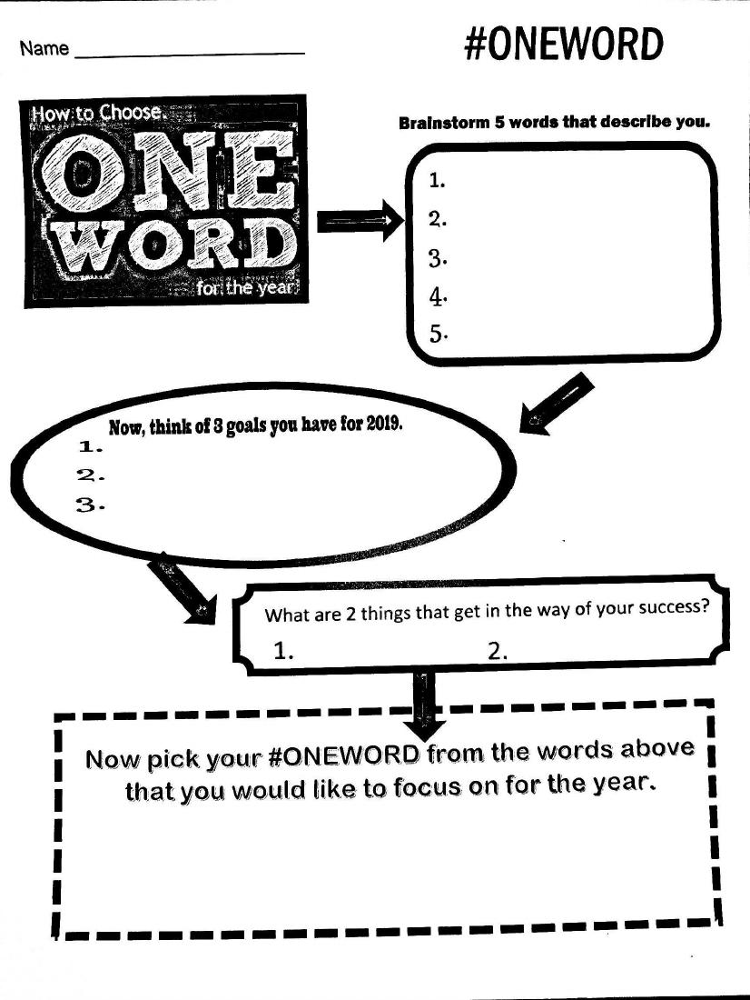 Name
#ONEWORD
How to Choose
ONE
WORD
for the year
Brainstorm 5 words that describe you.
1.
2.
3.
4.
5.
Now, think of 3 goals you have for 2019.
1.
2.
3.
What are 2 things that get in the way of your success?
1. 2.
Now pick your #ONEWORD from the words above
that you would like to focus on for the year.